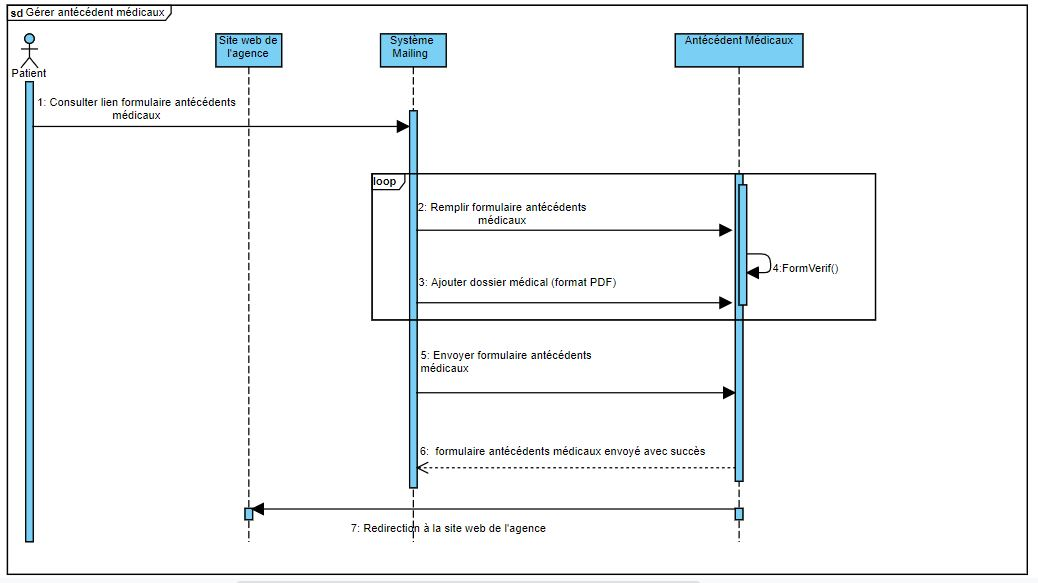 sd Gérer antécédent médicaux
Site web de
l'agence
Système
Mailing
Antécédent Médicaux
Patient
1: Consulter lien formulaire antécédents
médicaux
loop
2: Remplir formulaire antécédents
médicaux
4:FormVerif()
3: Ajouter dossier médical (format PDF)
5: Envoyer formulaire antécédents
médicaux
6: formulaire antécédents médicaux envoyé avec succès
7: Redirection à la site web de l'agence